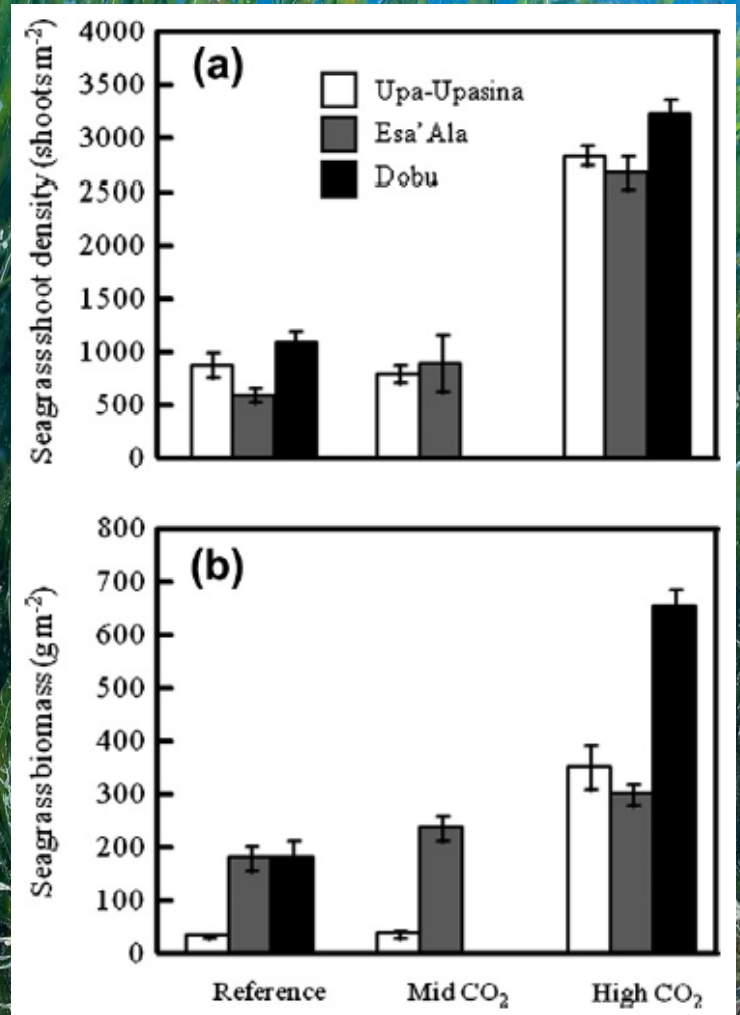 Seagrass shoot density (shoots m-2)
4000
3500
3000
2500
2000
1500
1000
500
0
(a)
Upa-Upasina
Esa'Ala
Dobu
Seagrass biomass (g m-2)
800
700
600
500
400
300
200
100
0
(b)
Reference Mid CO2 High CO2